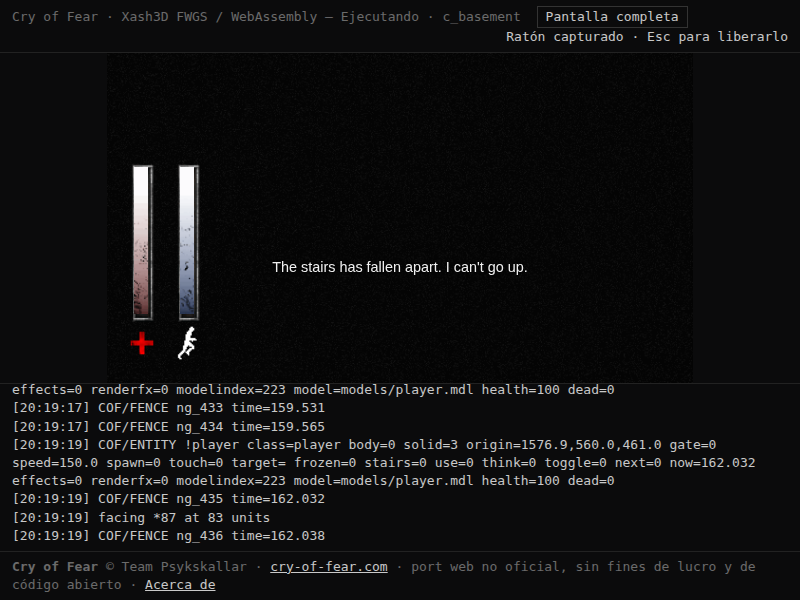 Cry of Fear · Xash3D FWGS / WebAssembly — Ejecutando · c_basement
Pantalla completa
Ratón capturado · Esc para liberarlo
The stairs has fallen apart. I can't go up.
effects=0 renderfx=0 modelindex=223 model=models/player.mdl health=100 dead=0
[20:19:17] COF/FENCE ng_433 time=159.531
[20:19:17] COF/FENCE ng_434 time=159.565
[20:19:19] COF/ENTITY !player class=player body=0 solid=3 origin=1576.9,560.0,461.0 gate=0
speed=150.0 spawn=0 touch=0 target= frozen=0 stairs=0 use=0 think=0 toggle=0 next=0 now=162.032
effects=0 renderfx=0 modelindex=223 model=models/player.mdl health=100 dead=0
[20:19:19] COF/FENCE ng_435 time=162.032
[20:19:19] facing *87 at 83 units
[20:19:19] COF/FENCE ng_436 time=162.038
Cry of Fear © Team Psykskallar · cry-of-fear.com · port web no oficial, sin fines de lucro y de
código abierto · Acerca de